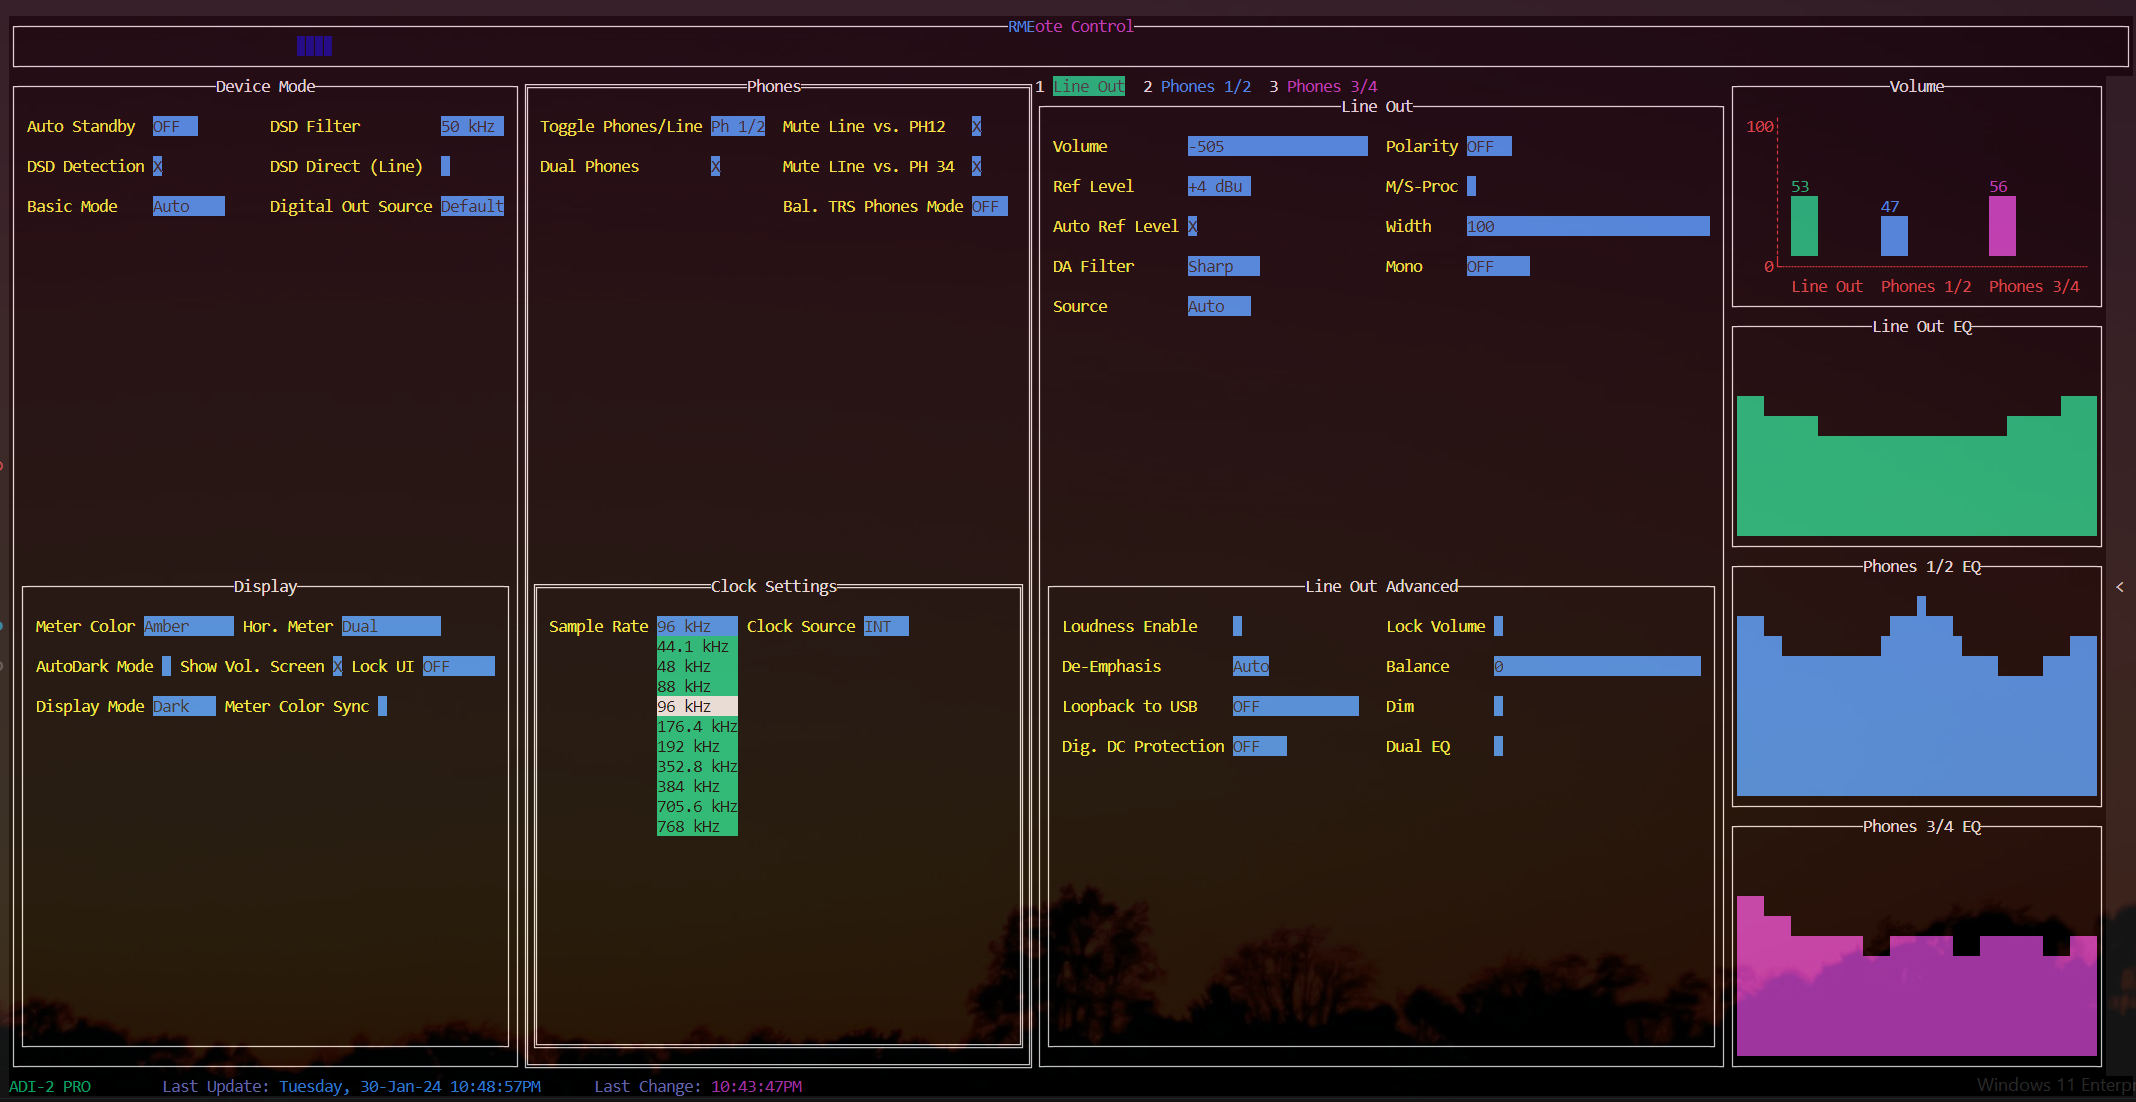 RMEote Control
Device Mode
Auto Standby OFF DSD Filter 50 kHz
DSD Detection X DSD Direct (Line)
Basic Mode Auto Digital Out Source Default
Display
Meter Color Amber Hor. Meter Dual
AutoDark Mode Show Vol. Screen X Lock UI OFF
Display Mode Dark Meter Color Sync
Phones
Toggle Phones/Line Ph 1/2 Mute Line vs. PH12 X
Dual Phones X Mute LIne vs. PH 34 X
Bal. TRS Phones Mode OFF
Clock Settings
Sample Rate 96 kHz Clock Source INT
44.1 kHz
48 kHz
88 kHz
96 kHz
176.4 kHz
192 kHz
352.8 kHz
384 kHz
705.6 kHz
768 kHz
1 Line Out 2 Phones 1/2 3 Phones 3/4
Line Out
Volume -505 Polarity OFF
Ref Level +4 dBu M/S-Proc
Auto Ref Level X Width 100
DA Filter Sharp Mono OFF
Source Auto
Line Out Advanced
Loudness Enable Lock Volume
De-Emphasis Auto Balance 0
Loopback to USB OFF Dim
Dig. DC Protection OFF Dual EQ
Volume
100
53 47 56
0
Line Out Phones 1/2 Phones 3/4
Line Out EQ
Phones 1/2 EQ
<
Phones 3/4 EQ
ADI-2 PRO Last Update: Tuesday, 30-Jan-24 10:48:57PM Last Change: 10:43:47PM
Windows 11 Enterpr